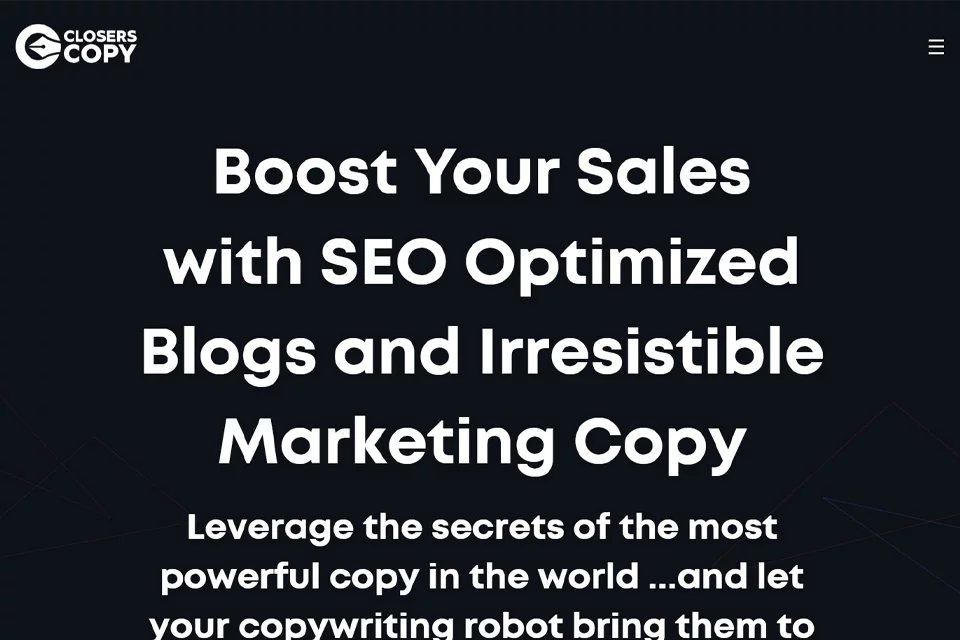 CLOSERS
COPY
Boost Your Sales
with SEO Optimized
Blogs and Irresistible
Marketing Copy
Leverage the secrets of the most
powerful copy in the world ...and let
your copywriting robot bring them to